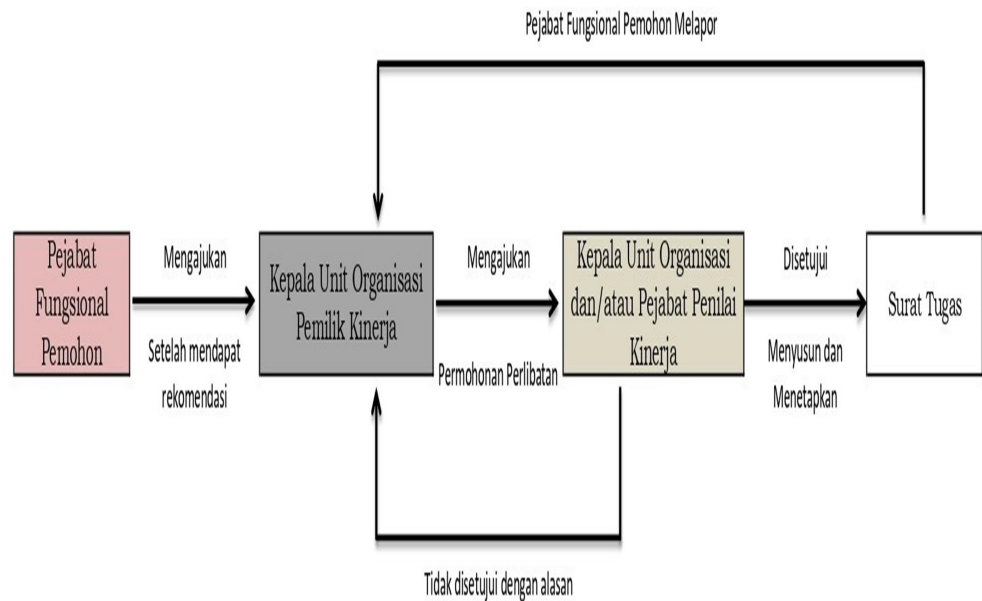 Pejabat Fungsional Pemohon Melapor
Pejabat
Fungsional
Pemohon
Mengajukan
Setelah mendapat
rekomendasi
Kepala Unit Organisasi
Pemilik Kinerja
Mengajukan
Permohonan Perlibatan
Kepala Unit Organisasi
dan/atau Pejabat Penilai
Kinerja
Disetujui
Menyusun dan
Menetapkan
Surat Tugas
Tidak disetujui dengan alasan